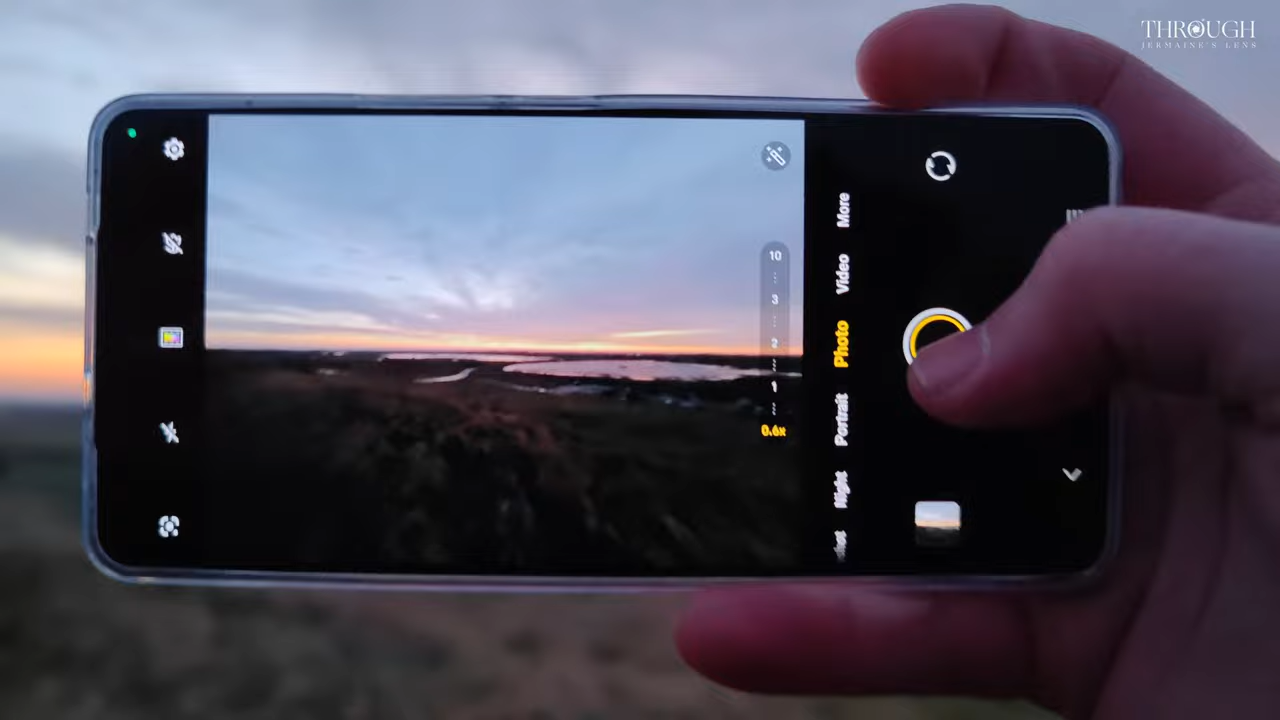 THROUGH
JERMAINE'S LENS
More
Video
Photo
Portrait
Night
10
3
2
1
0.6x